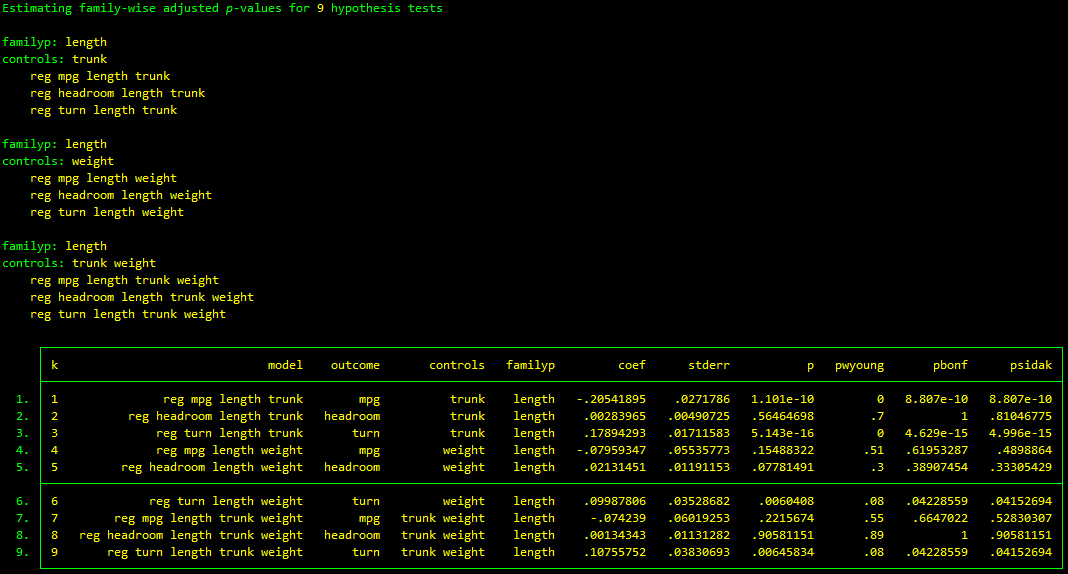 Estimating family-wise adjusted p-values for 9 hypothesis tests
familyp: length
controls: trunk
reg mpg length trunk
reg headroom length trunk
reg turn length trunk
familyp: length
controls: weight
reg mpg length weight
reg headroom length weight
reg turn length weight
familyp: length
controls: trunk weight
reg mpg length trunk weight
reg headroom length trunk weight
reg turn length trunk weight
k model outcome controls familyp coef stderr p pwyoung pbonf psidak
1. 1 reg mpg length trunk mpg trunk length -.20541895 .0271786 1.101e-10 0 8.807e-10 8.807e-10
2. 2 reg headroom length trunk headroom trunk length .00283965 .00490725 .56464698 .7 1 .81046775
3. 3 reg turn length trunk turn trunk length .17894293 .01711583 5.143e-16 0 4.629e-15 4.996e-15
4. 4 reg mpg length weight mpg weight length -.07959347 .05535773 .15488322 .51 .61953287 .4898864
5. 5 reg headroom length weight headroom weight length .02131451 .01191153 .07781491 .3 .38907454 .33305429
6. 6 reg turn length weight turn weight length .09987806 .03528682 .0060408 .08 .04228559 .04152694
7. 7 reg mpg length trunk weight mpg trunk weight length -.074239 .06019253 .2215674 .55 .6647022 .52830307
8. 8 reg headroom length trunk weight headroom trunk weight length .00134343 .01131282 .90581151 .89 1 .90581151
9. 9 reg turn length trunk weight turn trunk weight length .10755752 .03830693 .00645834 .08 .04228559 .04152694